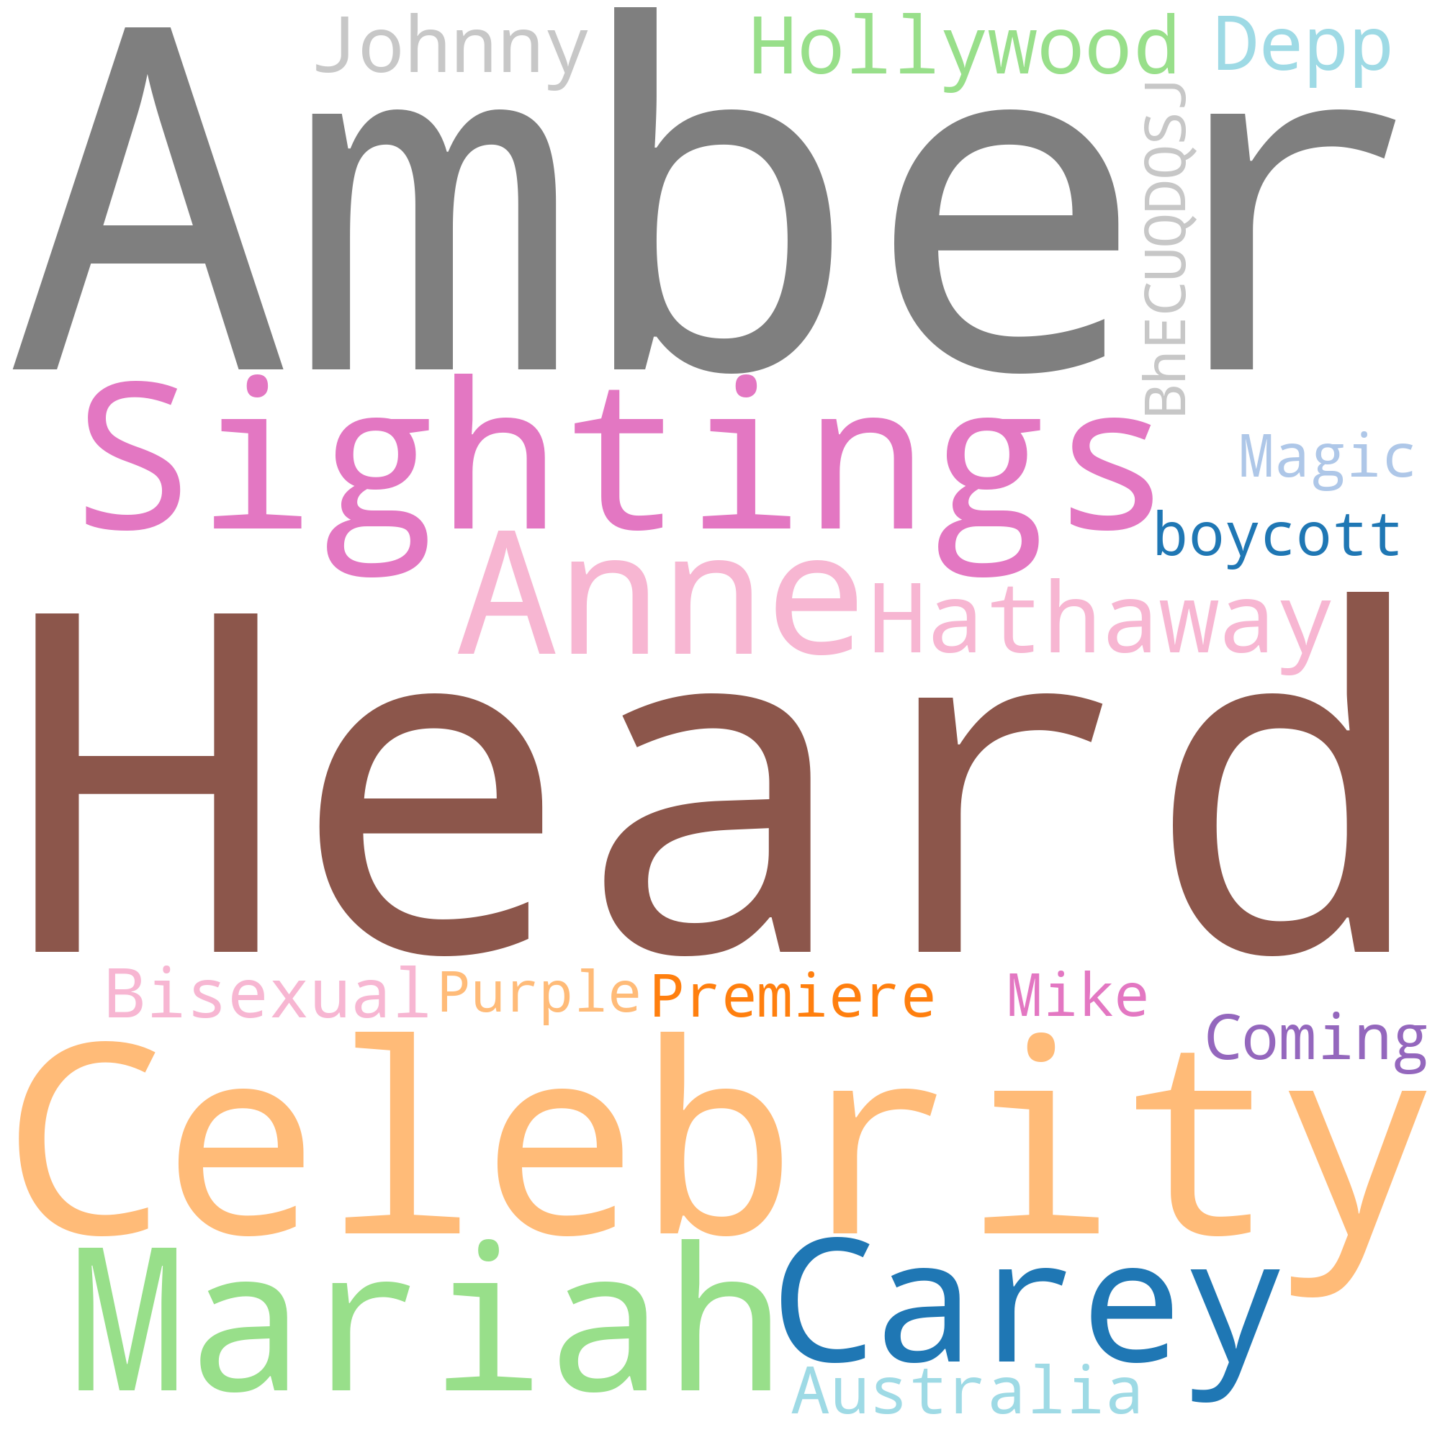 Johnny Hollywood Depp
Amber
BhECUQDQSJ
Sightings
Magic
boycott
Anne Hathaway
Heard
Bisexual Purple Premiere Mike
Coming
Celebrity
Mariah Carey
Australia